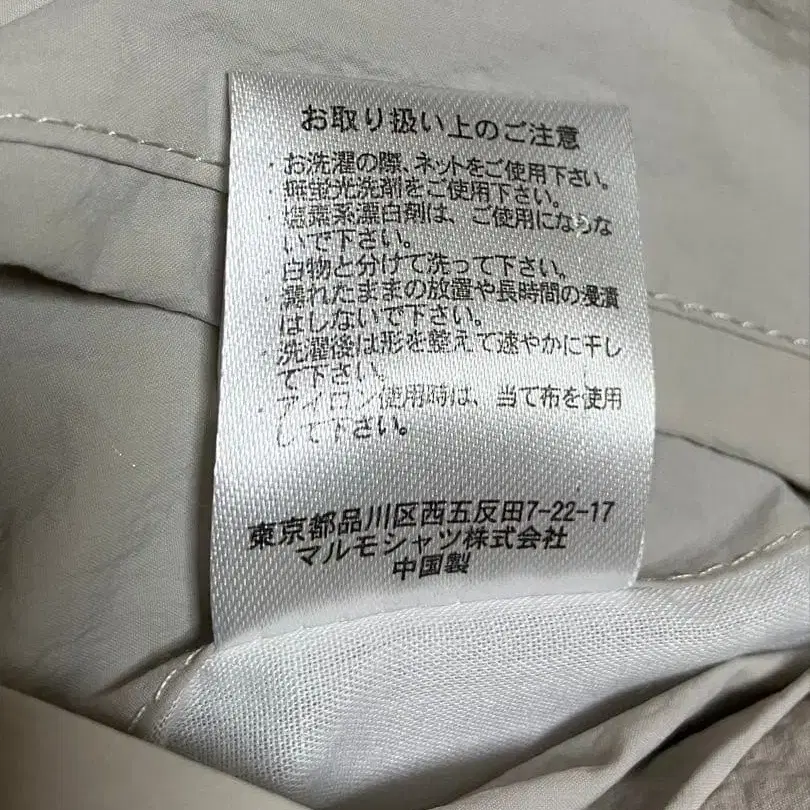 お取り扱い上のご注意
・お洗濯の際、ネットをご使用下さい。
・無蛍光洗剤をご使用下さい。
・塩素系漂白剤は、ご使用にならな
いで下さい。
・白物と分けて洗って下さい。
・濡れたままの放置や長時間の浸漬
はしないで下さい。
・洗濯後は形を整えて速やかに干し
て下さい。
・アイロン使用時は、当て布を使用
して下さい。
東京都品川区西五反田7-22-17
マルモシャツ株式会社
中国製